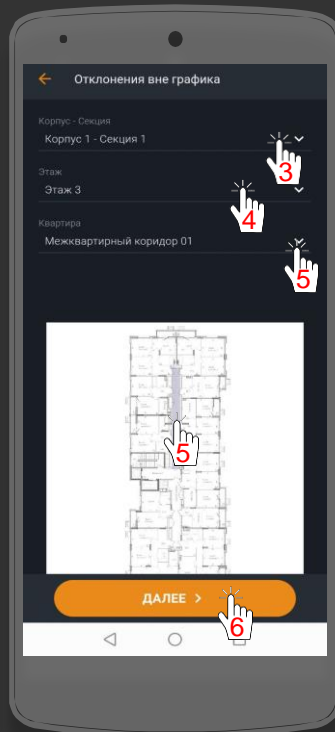 Отклонения вне графика
Корпус - Секция
Корпус 1 - Секция 1
3
Этаж
Этаж 3
4
Квартира
Межквартирный коридор 01
5
5
ДАЛЕЕ >
6